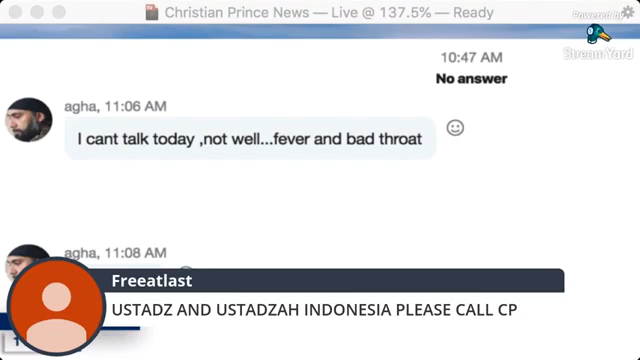 Christian Prince News — Live @ 137.5% — Ready
Powered by
StreamYard
10:47 AM
No answer
agha, 11:06 AM
I cant talk today ,not well...fever and bad throat
agha, 11:08 AM
Freeatlast
USTADZ AND USTADZAH INDONESIA PLEASE CALL CP